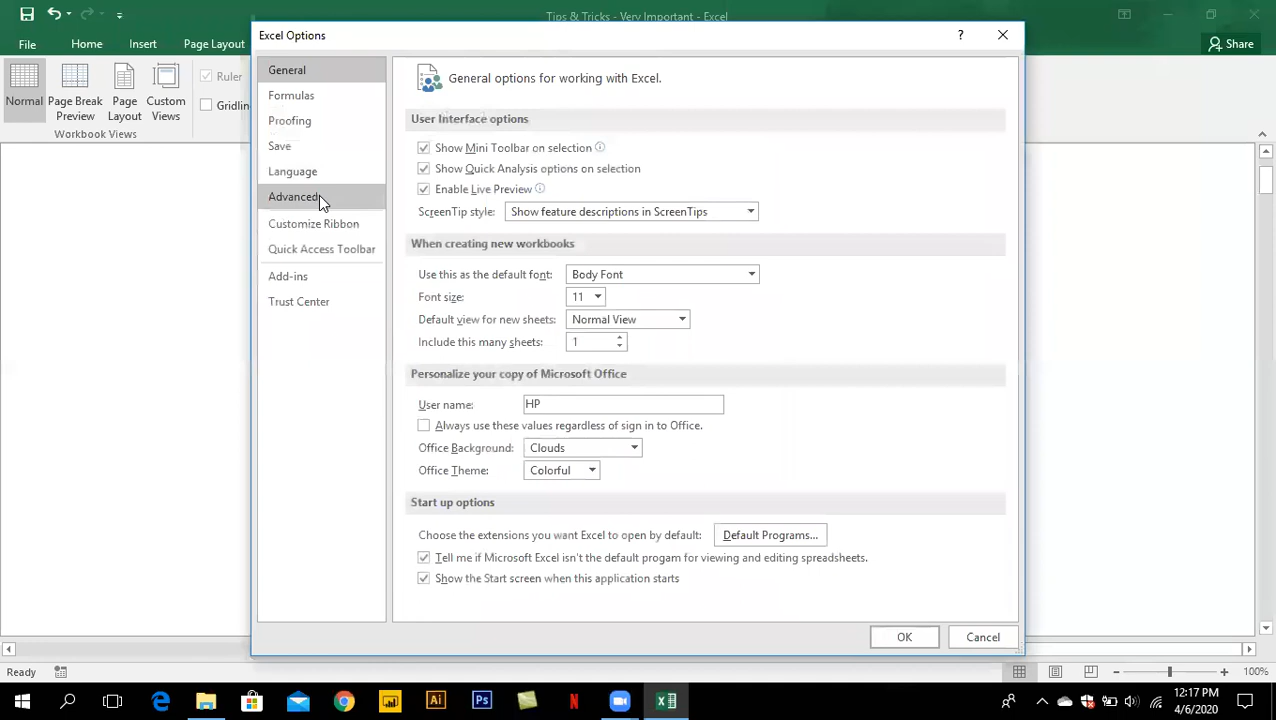 Tips & Tricks - Very Important - Excel
File Home Insert Page Layout
Share
Excel Options
?
Normal
Page Break
Preview
Page
Layout
Custom
Views
Ruler
Gridlin
Workbook Views
General
Formulas
Proofing
Save
Language
Advanced
Customize Ribbon
Quick Access Toolbar
Add-ins
Trust Center
General options for working with Excel.
User Interface options
Show Mini Toolbar on selection
Show Quick Analysis options on selection
Enable Live Preview
ScreenTip style: Show feature descriptions in ScreenTips
When creating new workbooks
Use this as the default font: Body Font
Font size: 11
Default view for new sheets: Normal View
Include this many sheets: 1
Personalize your copy of Microsoft Office
User name: HP
Always use these values regardless of sign in to Office.
Office Background: Clouds
Office Theme: Colorful
Start up options
Choose the extensions you want Excel to open by default: Default Programs...
Tell me if Microsoft Excel isn't the default progam for viewing and editing spreadsheets.
Show the Start screen when this application starts
OK Cancel
Ready
100%
Ai
Ps
N
12:17 PM
4/6/2020